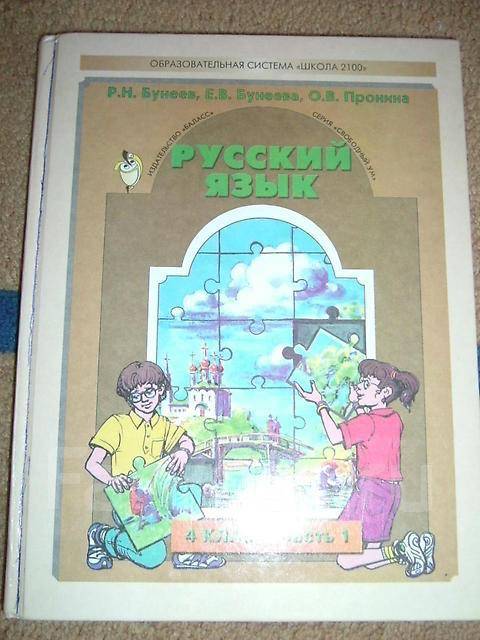 ОБРАЗОВАТЕЛЬНАЯ СИСТЕМА «ШКОЛА 2100»
Р.Н. Бунеев, Е.В. Бунеева, О.В. Пронина
ИЗДАТЕЛЬСТВО «БАЛАСС»
СЕРИЯ «СВОБОДНЫЙ УМ»
РУССКИЙ
ЯЗЫК
4 часть 1